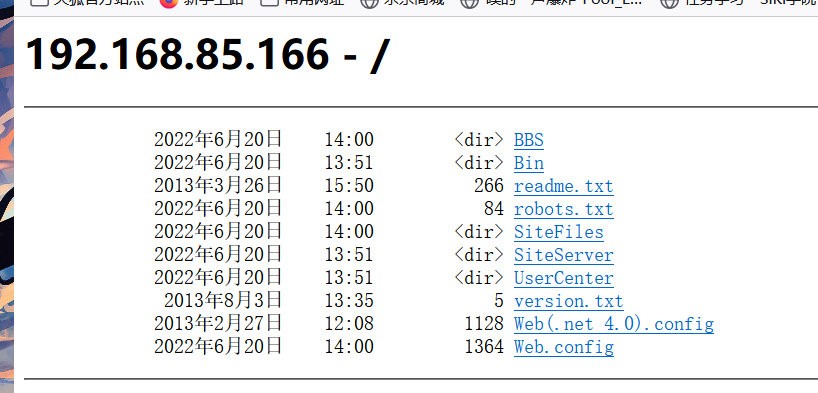 192.168.85.166 - /
2022年6月20日 14:00 <dir> BBS
2022年6月20日 13:51 <dir> Bin
2013年3月26日 15:50 266 readme.txt
2022年6月20日 14:00 84 robots.txt
2022年6月20日 14:00 <dir> SiteFiles
2022年6月20日 13:51 <dir> SiteServer
2022年6月20日 13:51 <dir> UserCenter
2013年8月3日 13:35 5 version.txt
2013年2月27日 12:08 1128 Web(.net 4.0).config
2022年6月20日 14:00 1364 Web.config